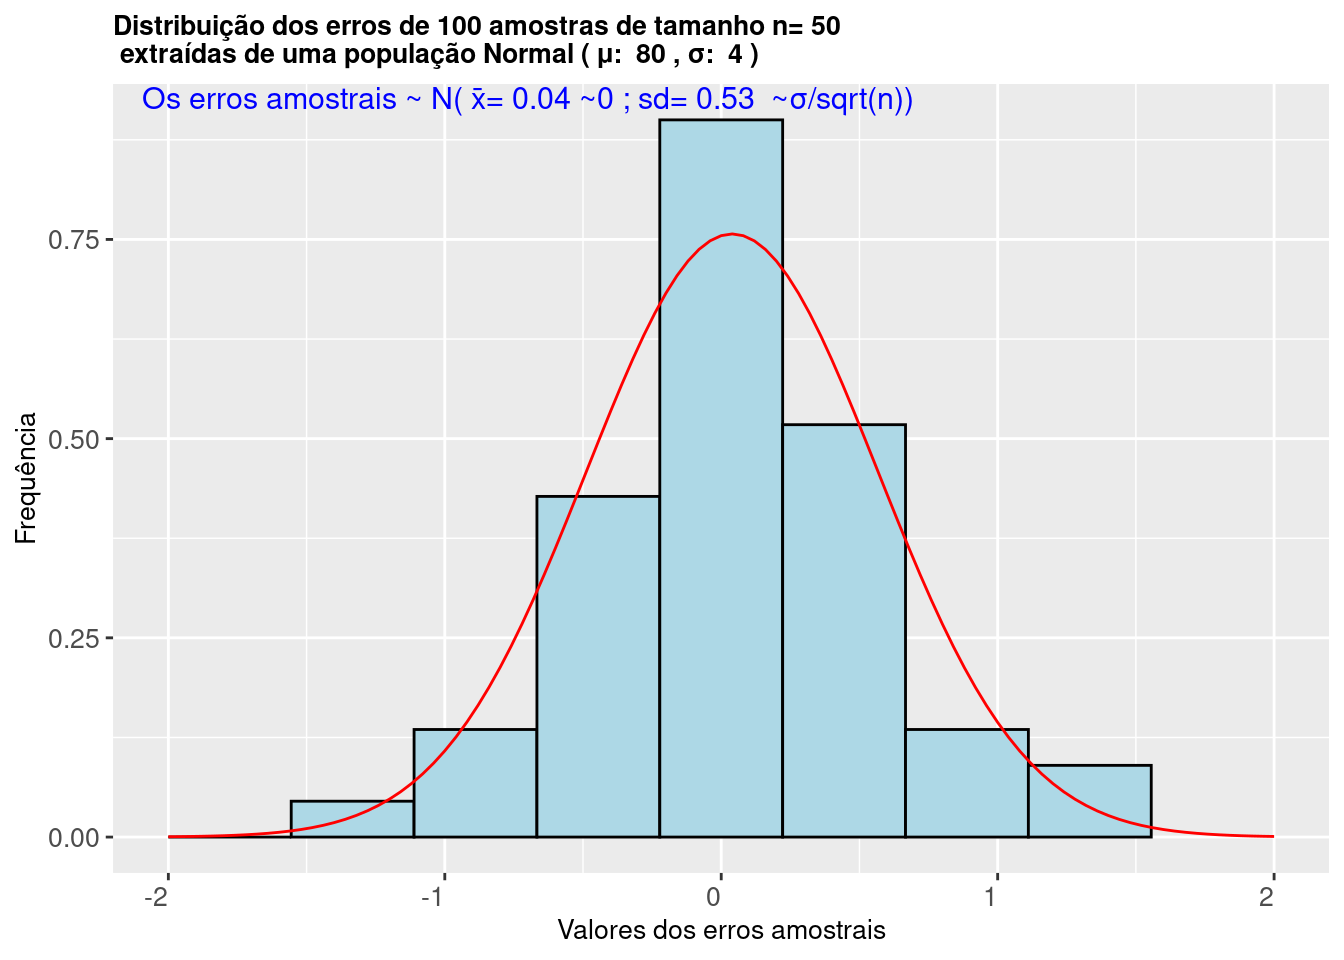 Distribuição dos erros de 100 amostras de tamanho n= 50
extraídas de uma população Normal ( μ:  80 , σ:  4 )
Os erros amostrais ~ N( x̄= 0.04 ~0 ; sd= 0.53  ~σ/sqrt(n))
0.75
0.50
0.25
0.00
Frequência
-2
-1
0
1
2
Valores dos erros amostrais